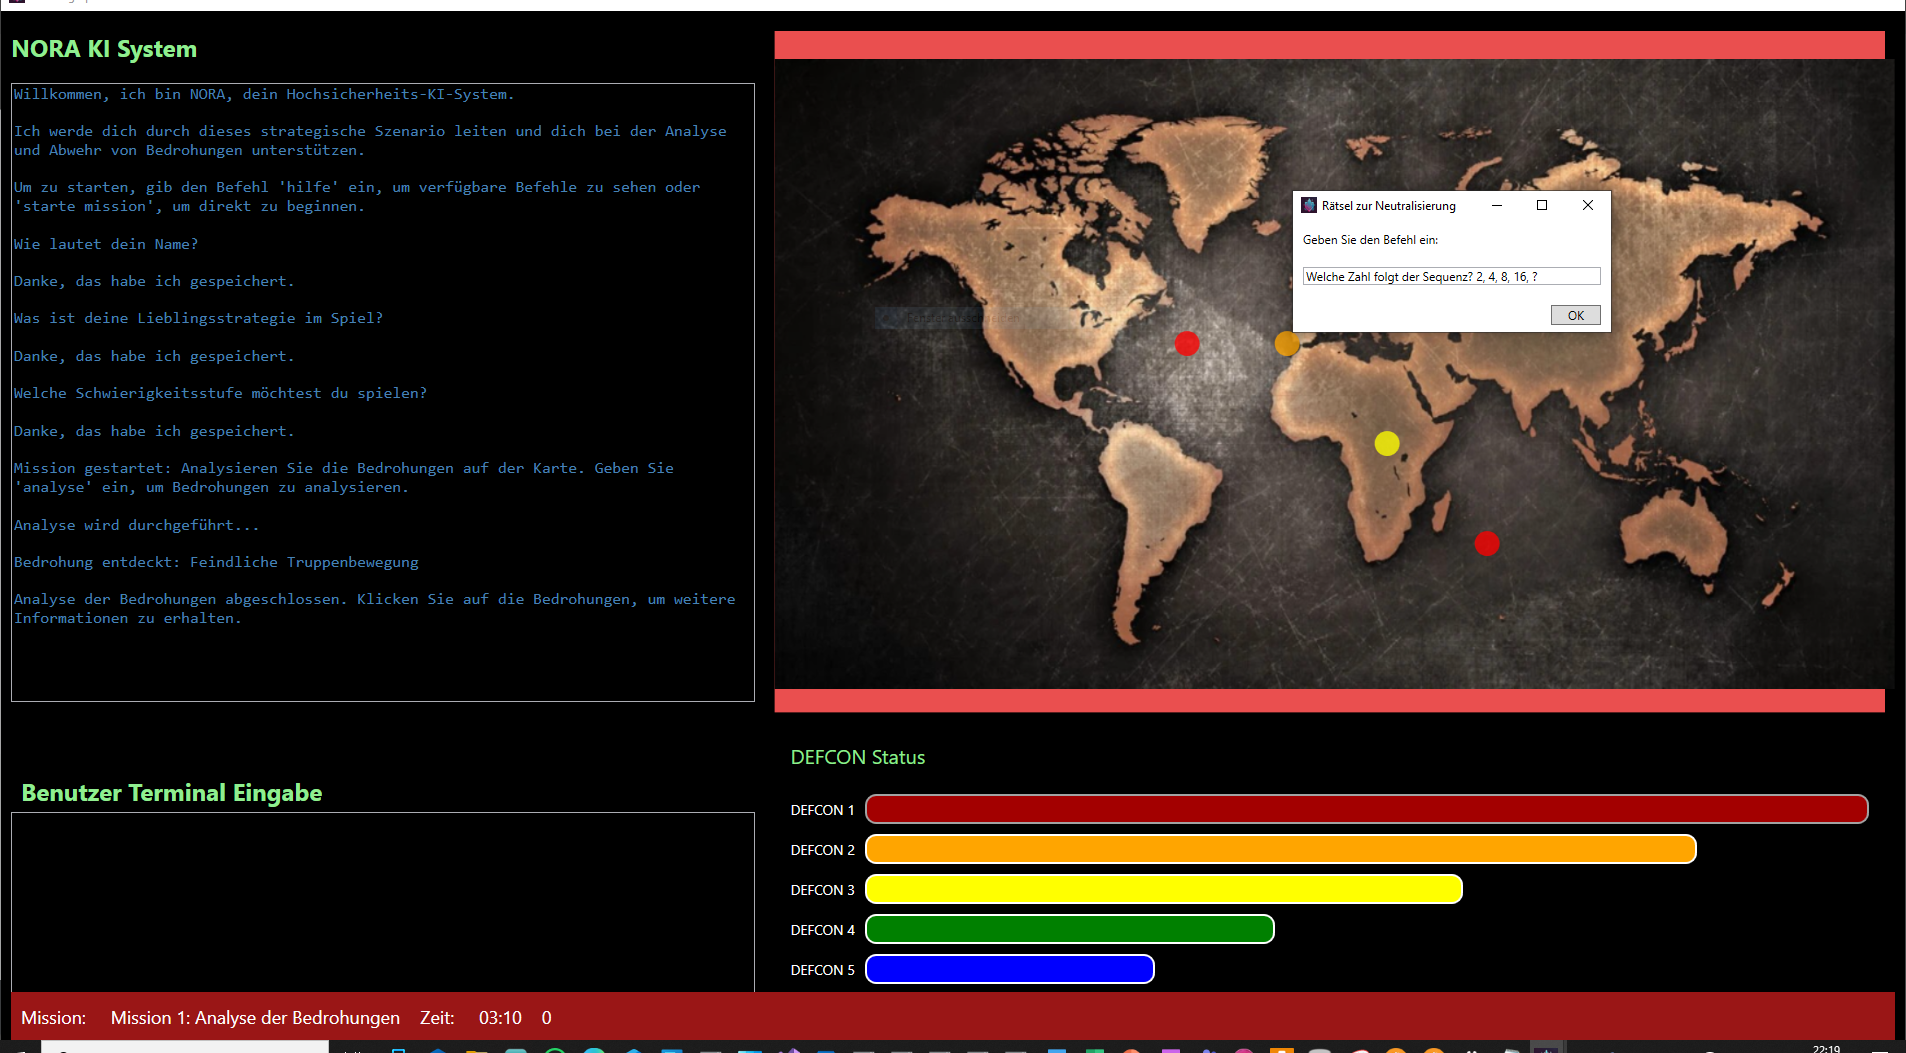 NORA KI System
Willkommen, ich bin NORA, dein Hochsicherheits-KI-System.
Ich werde dich durch dieses strategische Szenario leiten und dich bei der Analyse
und Abwehr von Bedrohungen unterstützen.
Um zu starten, gib den Befehl 'hilfe' ein, um verfügbare Befehle zu sehen oder
'starte mission', um direkt zu beginnen.
Wie lautet dein Name?
Danke, das habe ich gespeichert.
Was ist deine Lieblingsstrategie im Spiel?
Danke, das habe ich gespeichert.
Welche Schwierigkeitsstufe möchtest du spielen?
Danke, das habe ich gespeichert.
Mission gestartet: Analysieren Sie die Bedrohungen auf der Karte. Geben Sie
'analyse' ein, um Bedrohungen zu analysieren.
Analyse wird durchgeführt...
Bedrohung entdeckt: Feindliche Truppenbewegung
Analyse der Bedrohungen abgeschlossen. Klicken Sie auf die Bedrohungen, um weitere
Informationen zu erhalten.
Rätsel zur Neutralisierung
Geben Sie den Befehl ein:
Welche Zahl folgt der Sequenz? 2, 4, 8, 16, ?
OK
Benutzer Terminal Eingabe
DEFCON Status
DEFCON 1
DEFCON 2
DEFCON 3
DEFCON 4
DEFCON 5
Mission: Mission 1: Analyse der Bedrohungen Zeit: 03:10 0
22:19